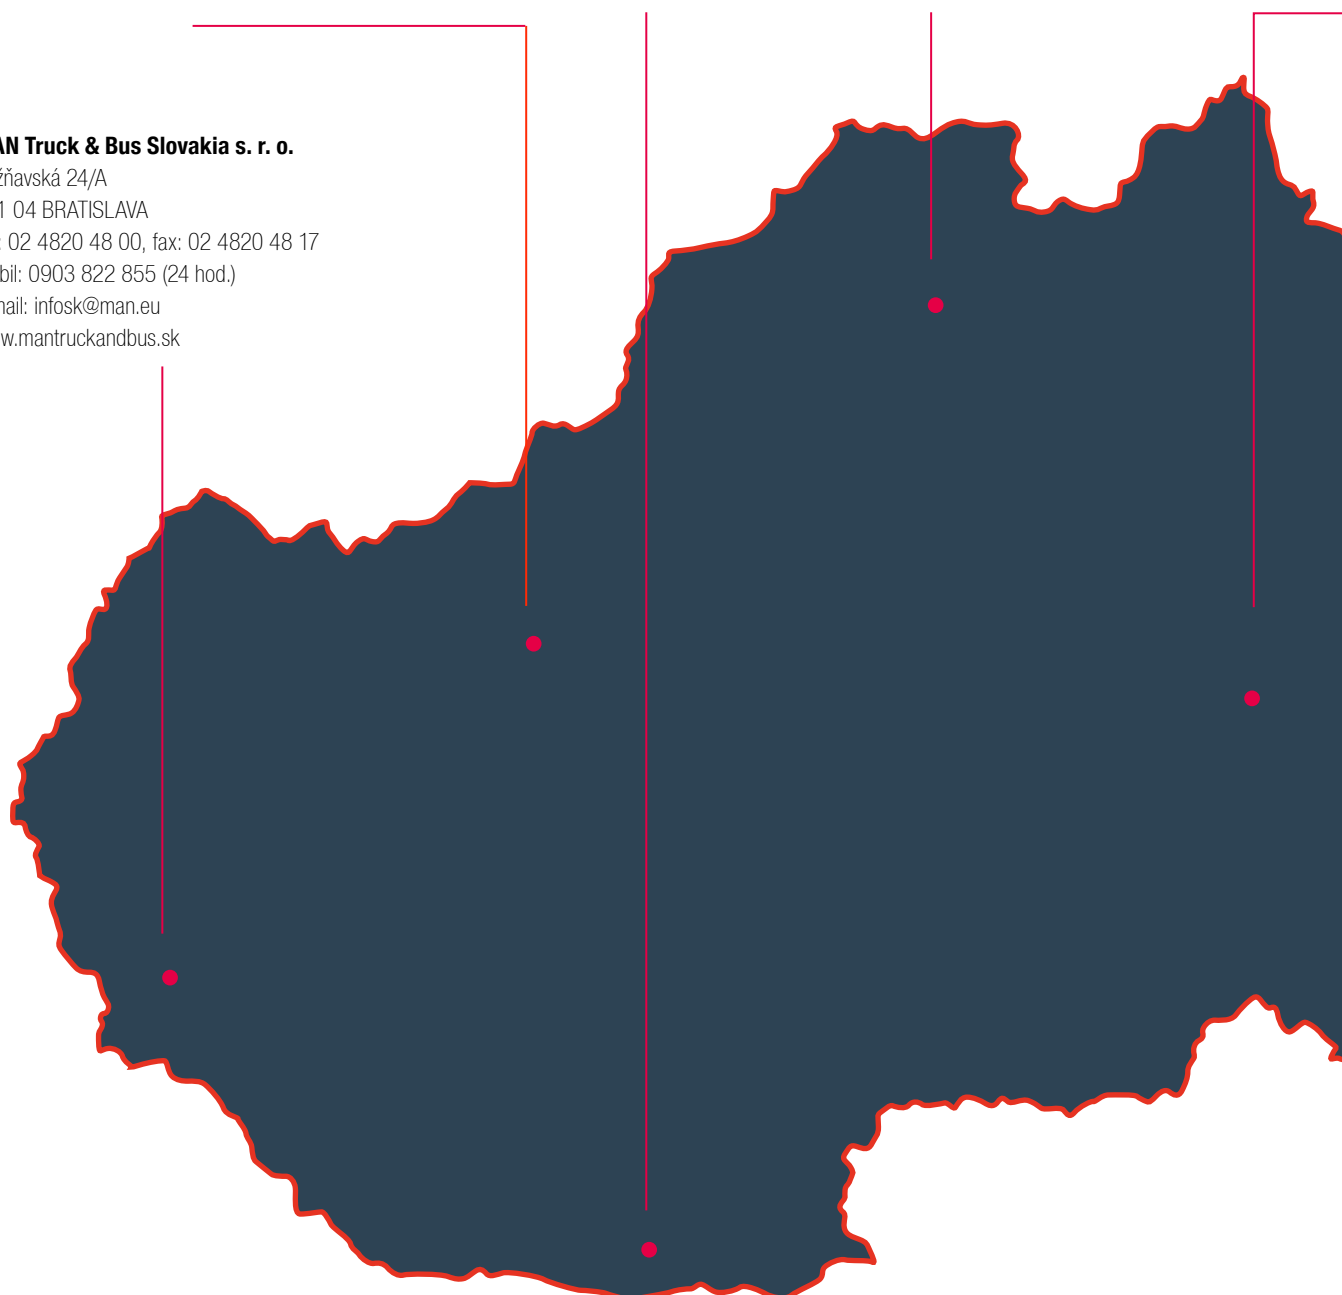 AN Truck & Bus Slovakia s. r. o.
žňavská 24/A
1 04 BRATISLAVA
: 02 4820 48 00, fax: 02 4820 48 17
bil: 0903 822 855 (24 hod.)
ail: infosk@man.eu
w.mantruckandbus.sk